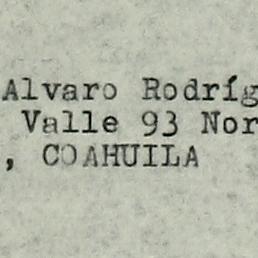 Alvaro Rodríg
Valle 93 Nor
, COAHUILA